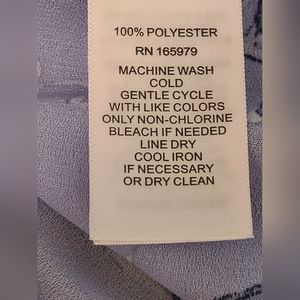 100% POLYESTER
RN 165979
MACHINE WASH
COLD
GENTLE CYCLE
WITH LIKE COLORS
ONLY NON-CHLORINE
BLEACH IF NEEDED
LINE DRY
COOL IRON
IF NECESSARY
OR DRY CLEAN